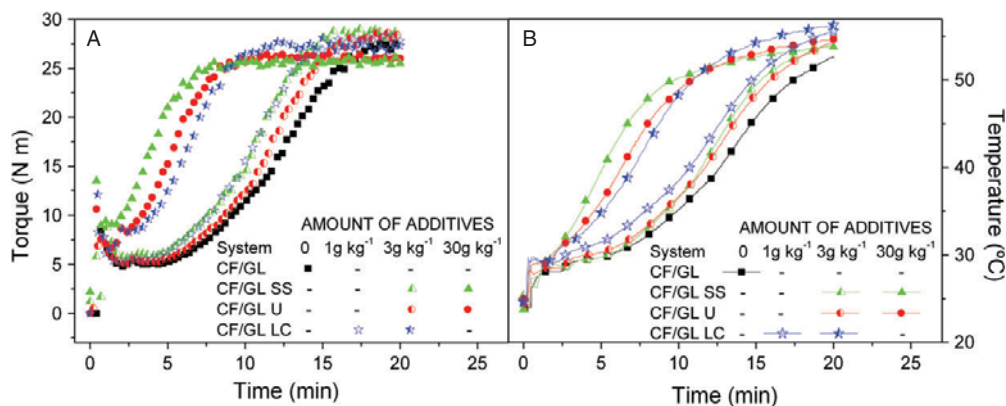 A
B
30
25
20
15
10
5
0
Torque (N m)
AMOUNT OF ADDITIVES
System 0 1g kg⁻¹ 3g kg⁻¹ 30g kg⁻¹
CF/GL - - -
CF/GL SS - -
CF/GL U - -
CF/GL LC - -
0 5 10 15 20 25
Time (min)
AMOUNT OF ADDITIVES
System 0 1g kg⁻¹ 3g kg⁻¹ 30g kg⁻¹
CF/GL - - -
CF/GL SS - -
CF/GL U - -
CF/GL LC - -
0 5 10 15 20 25
Time (min)
50
40
30
20
Temperature (ºC)